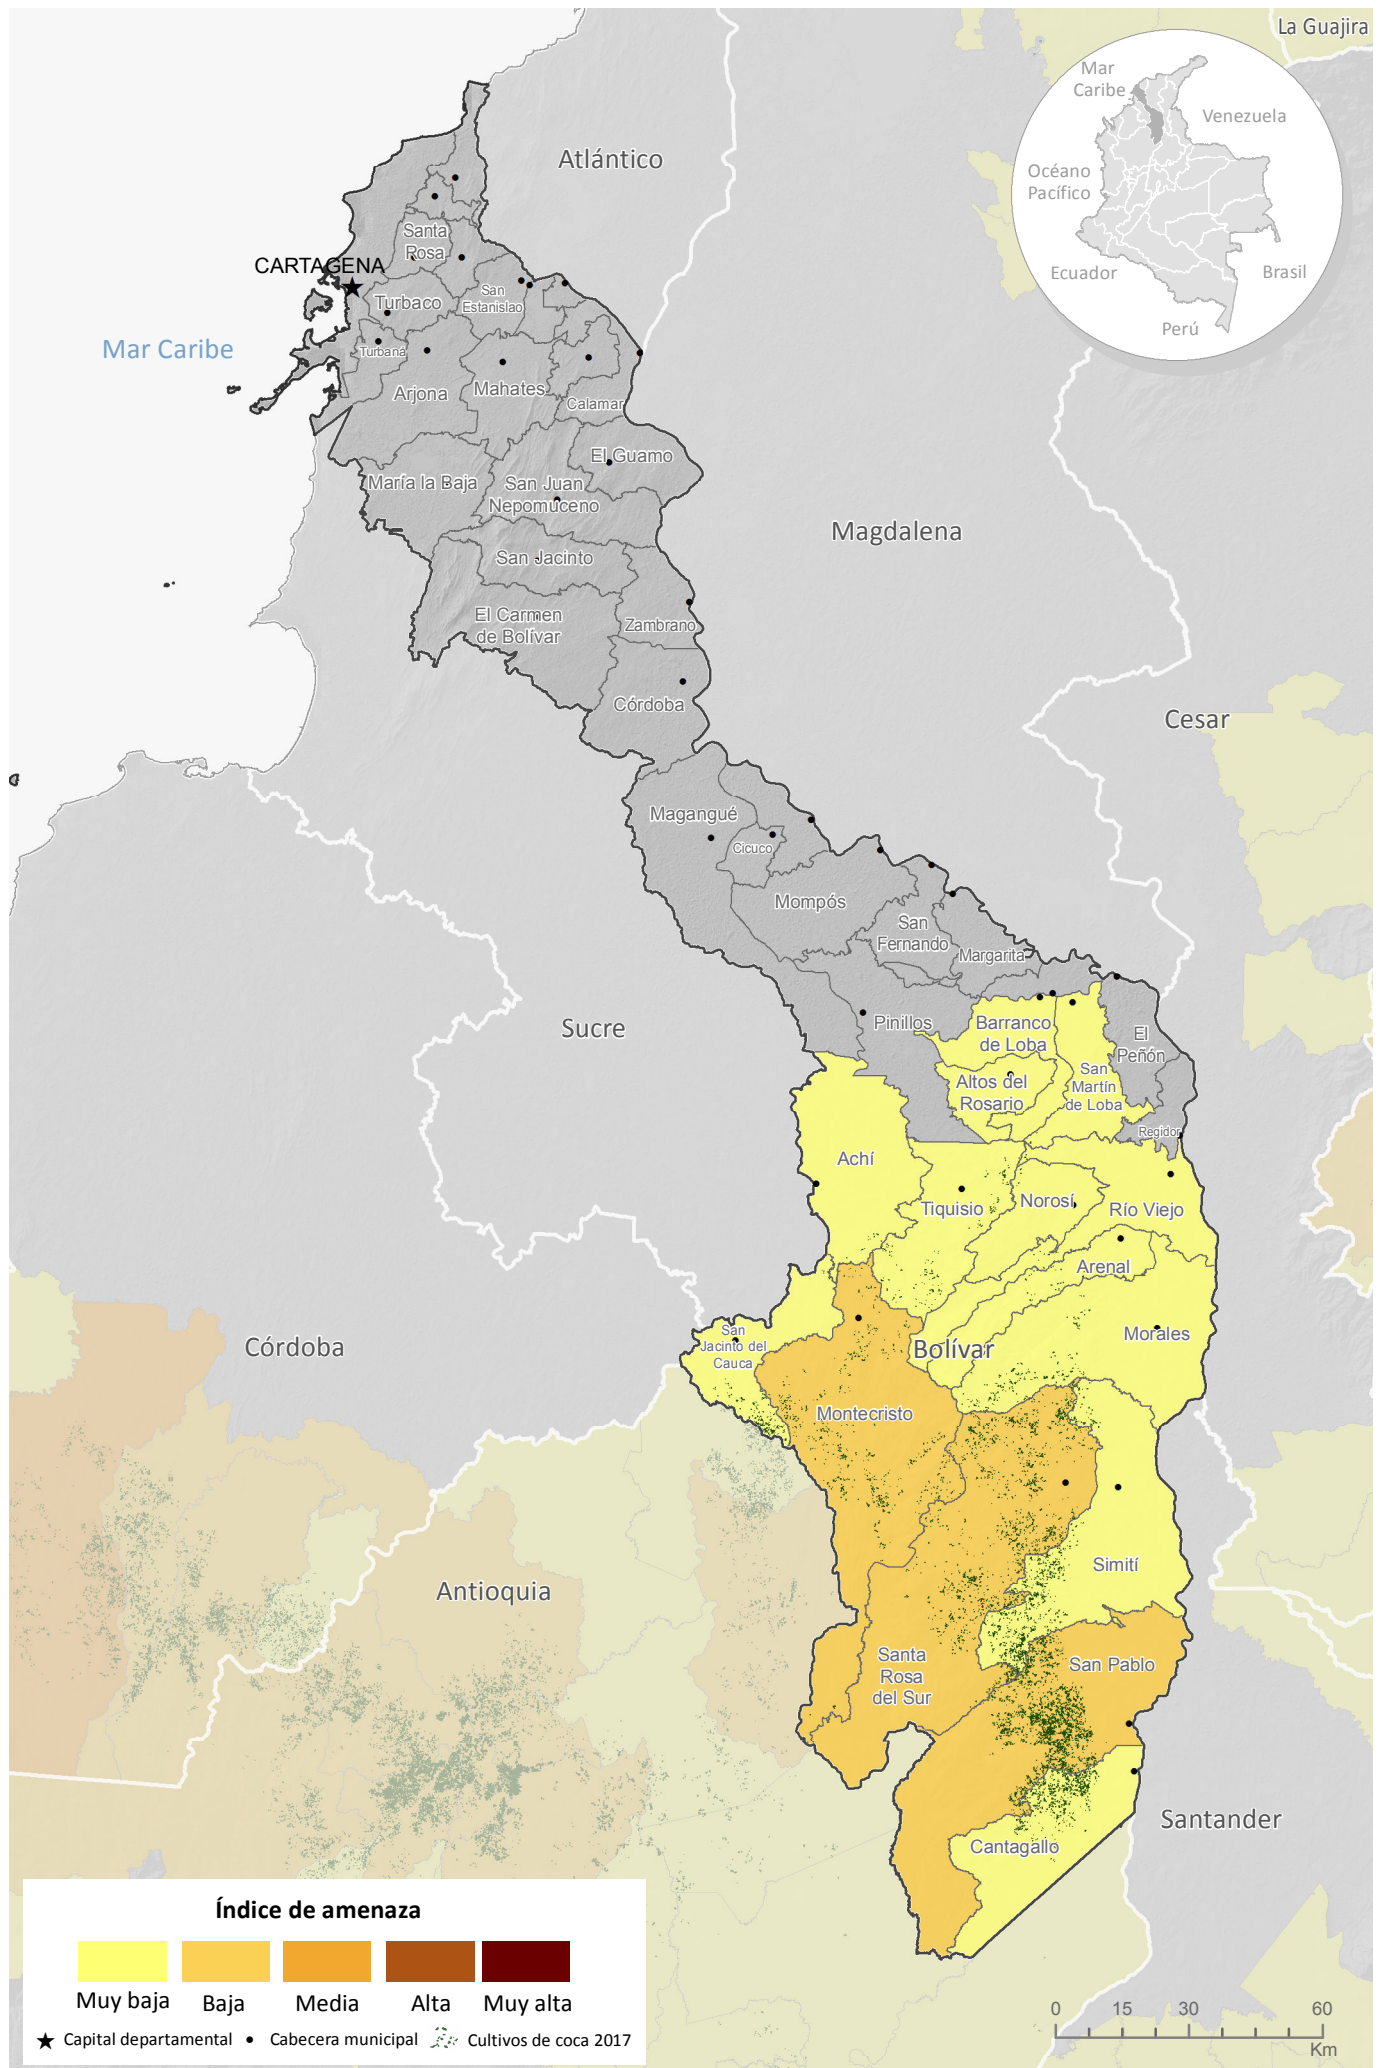 La Guajira
Mar
Caribe
Venezuela
Océano
Pacífico
Ecuador
Brasil
Perú
Atlántico
Santa
Rosa
CARTAGENA
San
Estanislao
Turbaco
Mar Caribe
Turbaná
Arjona
Mahates
Calamar
El Guamo
María la Baja
San Juan
Nepomuceno
Magdalena
San Jacinto
El Carmen
de Bolívar
Zambrano
Córdoba
Cesar
Magangué
Cicuco
Mompós
San
Fernando
Margarita
Sucre
Pinillos
Barranco
de Loba
El
Peñón
Altos del
Rosario
San
Martín
de Loba
Regidor
Achí
Tiquisio
Norosí
Río Viejo
Arenal
San
Jacinto del
Cauca
Córdoba
Bolívar
Morales
Montecristo
Simití
Antioquia
Santa
Rosa
del Sur
San Pablo
Santander
Cantagallo
Índice de amenaza
Muy baja
Baja
Media
Alta
Muy alta
Capital departamental
Cabecera municipal
Cultivos de coca 2017
0 15 30 60
Km